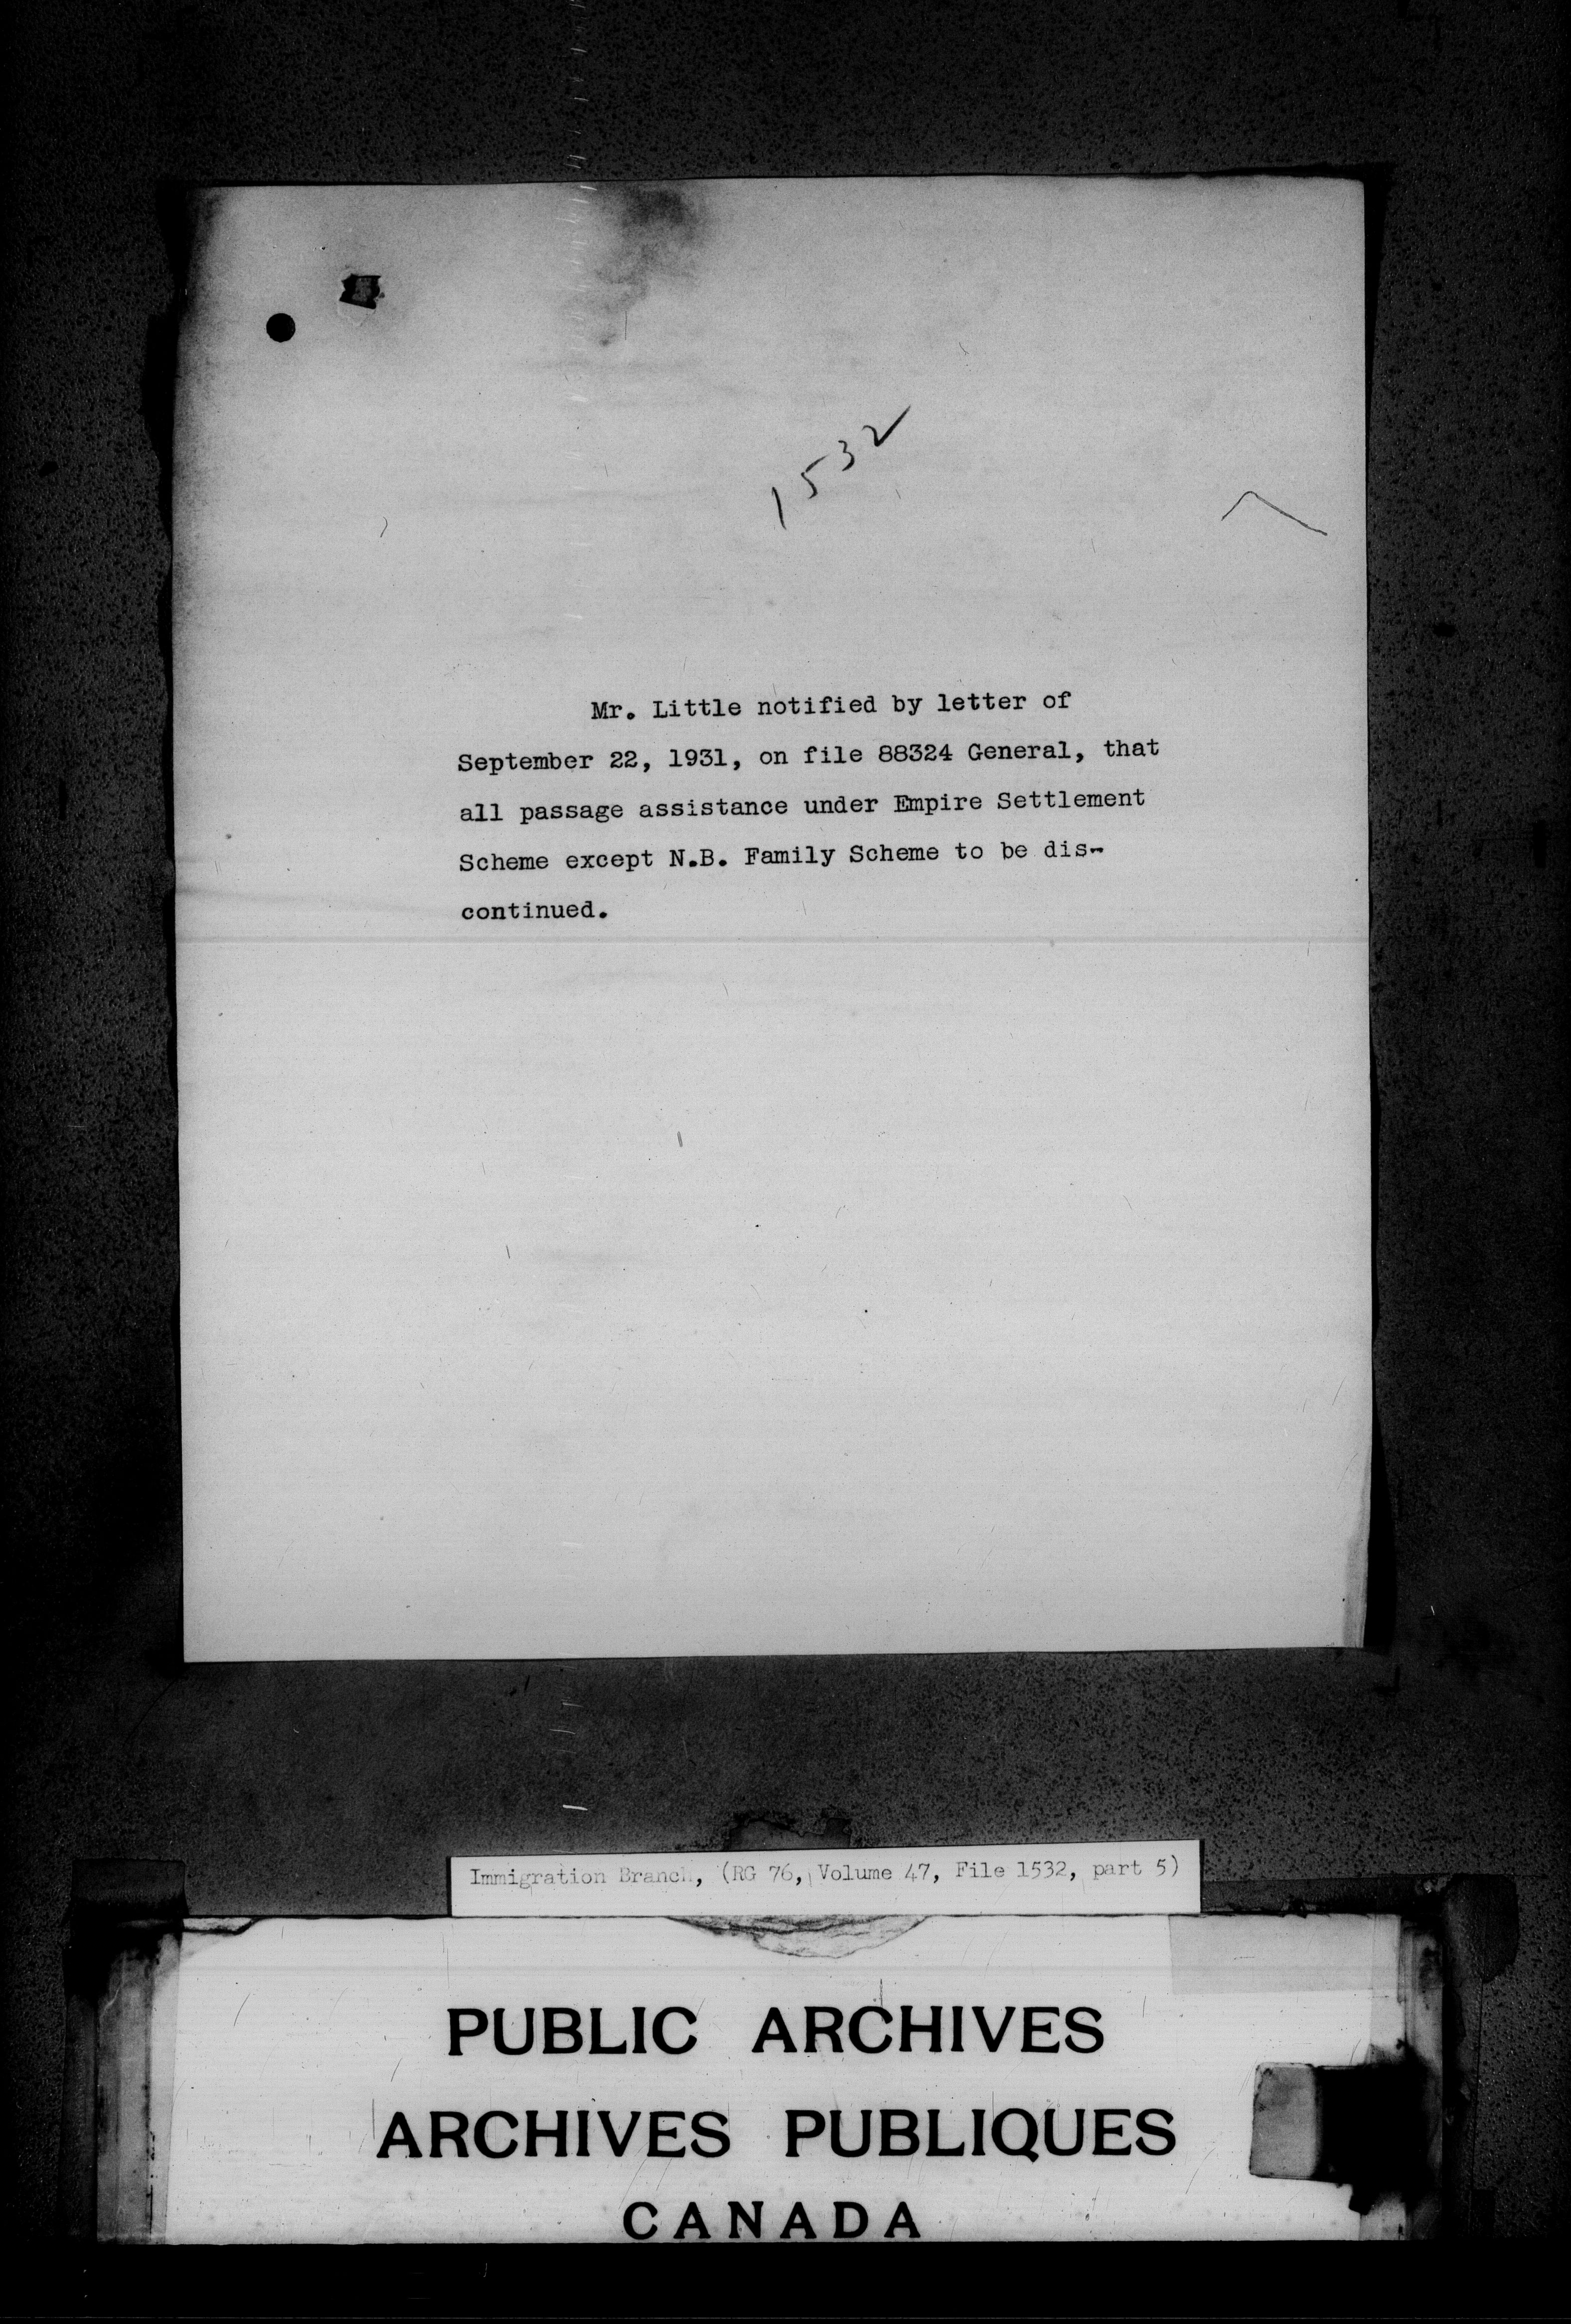 1532
Mr. Little notified by letter of
September 22, 1931, on file 88324 General, that
all passage assistance under Empire Settlement
Scheme except N.B. Family Scheme to be dis-
continued.
Immigration Branch, (RG 76, Volume 47, File 1532, part 5)
PUBLIC ARCHIVES
ARCHIVES PUBLIQUES
CANADA